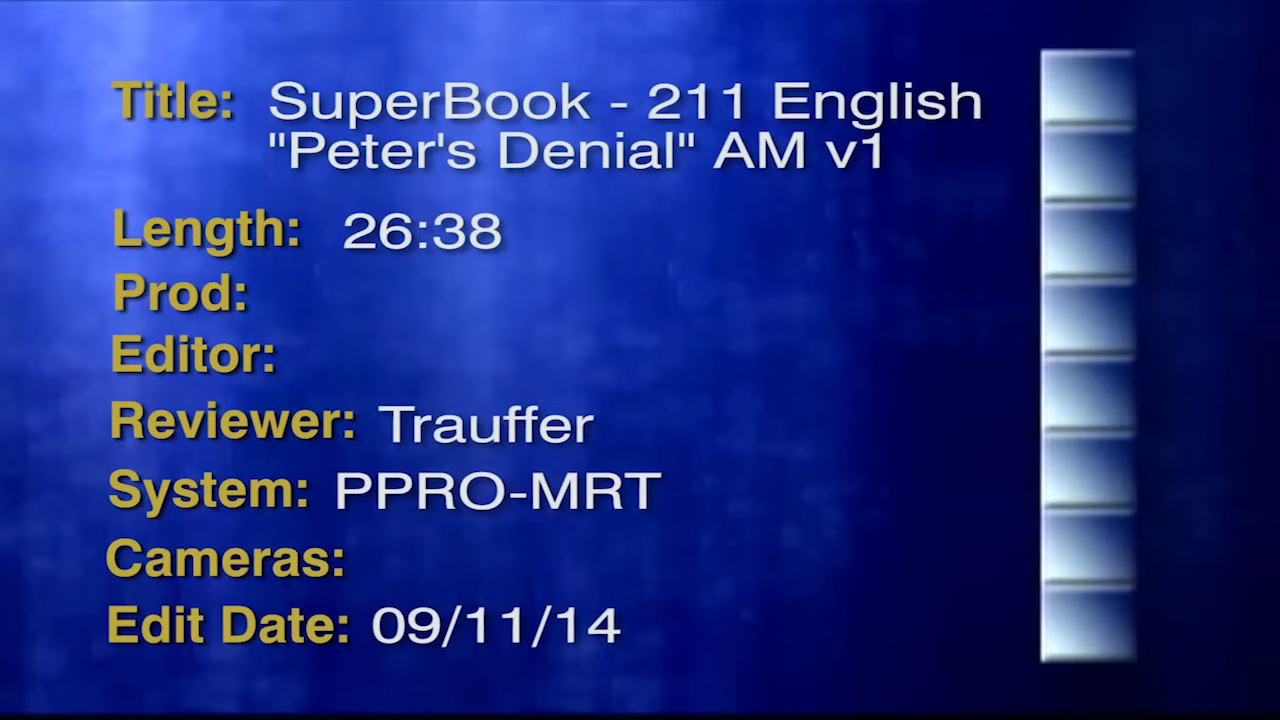 Title: SuperBook - 211 English
"Peter's Denial" AM v1
Length: 26:38
Prod:
Editor:
Reviewer: Trauffer
System: PPRO-MRT
Cameras:
Edit Date: 09/11/14